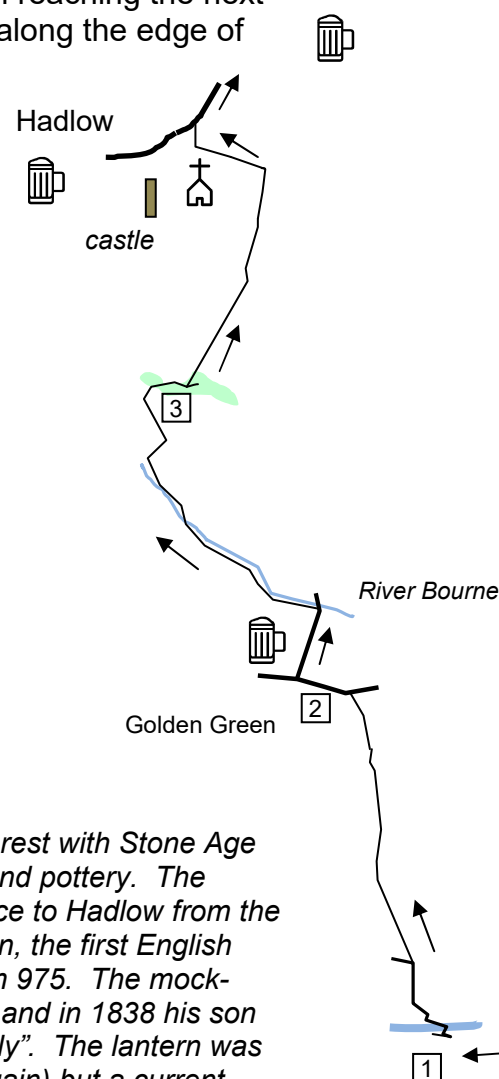 reaching the next
along the edge of
Hadlow
castle
3
River Bourne
2
Golden Green
rest with Stone Age
nd pottery. The
ce to Hadlow from the
n, the first English
975. The mock-
and in 1838 his son
ly”. The lantern was
but a current
1